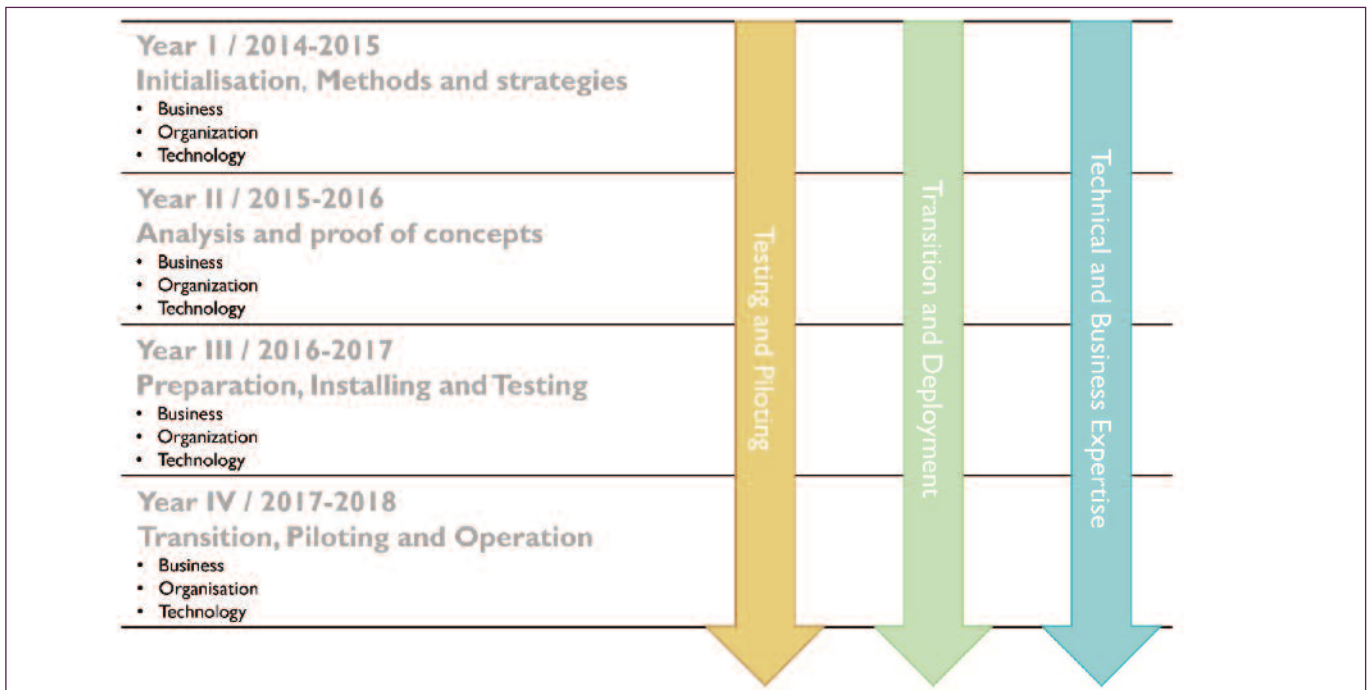 Year I / 2014-2015
Initialisation, Methods and strategies
• Business
• Organization
• Technology
Year II / 2015-2016
Analysis and proof of concepts
• Business
• Organization
• Technology
Year III / 2016-2017
Preparation, Installing and Testing
• Business
• Organization
• Technology
Year IV / 2017-2018
Transition, Piloting and Operation
• Business
• Organisation
• Technology
Testing and Piloting
Transition and Deployment
Technical and Business Expertise